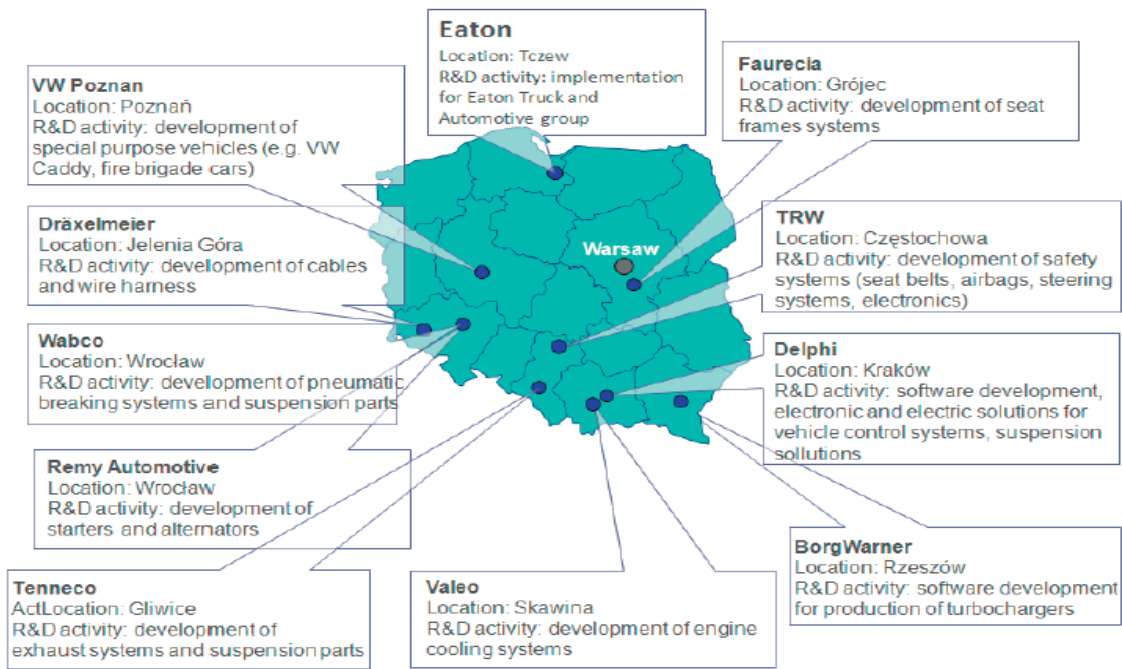 Eaton
Location: Tczew
R&D activity: implementation
for Eaton Truck and
Automotive group
Faurecia
Location: Grójec
R&D activity: development of seat
frames systems
VW Poznan
Location: Poznań
R&D activity: development of
special purpose vehicles (e.g. VW
Caddy, fire brigade cars)
Dräxelmeier
Location: Jelenia Góra
R&D activity: development of cables
and wire harness
Warsaw
TRW
Location: Częstochowa
R&D activity: development of safety
systems (seat belts, airbags, steering
systems, electronics)
Wabco
Location: Wrocław
R&D activity: development of pneumatic
breaking systems and suspension parts
Delphi
Location: Kraków
R&D activity: software development,
electronic and electric solutions for
vehicle control systems, suspension
sollutions
Remy Automotive
Location: Wrocław
R&D activity: development of
starters and alternators
BorgWarner
Location: Rzeszów
R&D activity: software development
for production of turbochargers
Tenneco
ActLocation: Gliwice
R&D activity: development of
exhaust systems and suspension parts
Valeo
Location: Skawina
R&D activity: development of engine
cooling systems